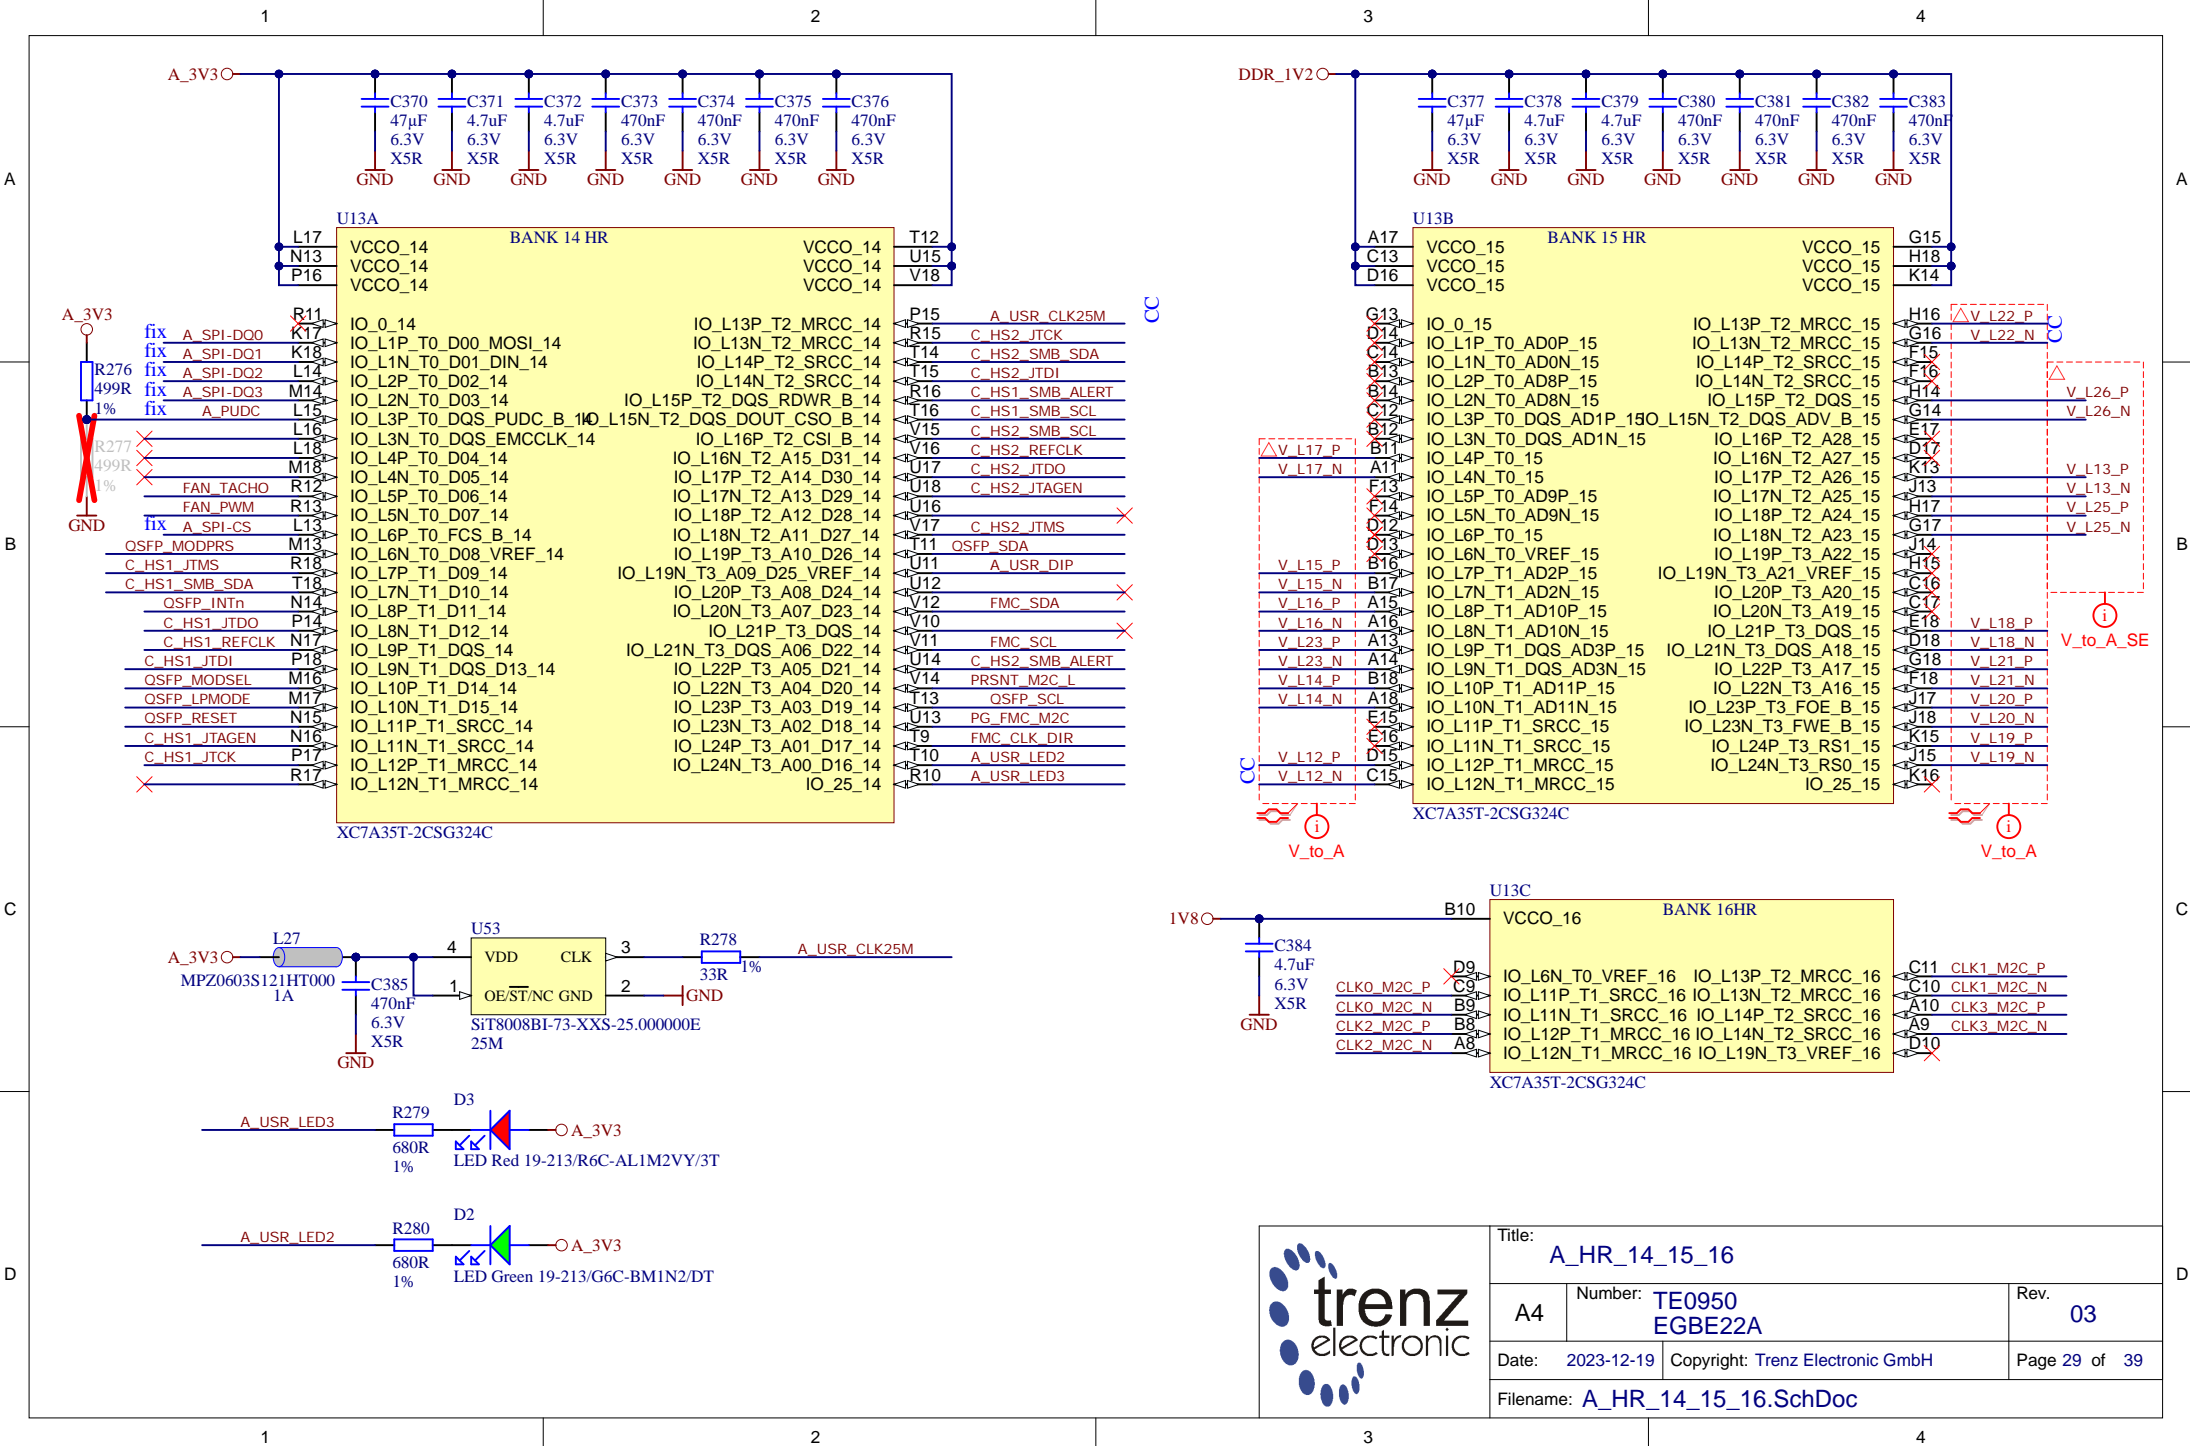 1 2 3 4
A A
B B
C C
D D
1 2 3 4
A_3V3
C370 47µF 6.3V X5R GND
C371 4.7uF 6.3V X5R GND
C372 4.7uF 6.3V X5R GND
C373 470nF 6.3V X5R GND
C374 470nF 6.3V X5R GND
C375 470nF 6.3V X5R GND
C376 470nF 6.3V X5R GND
U13A
BANK 14 HR
L17 VCCO_14 VCCO_14 T12
N13 VCCO_14 VCCO_14 U15
P16 VCCO_14 VCCO_14 V18
CC
R11 IO_0_14 IO_L13P_T2_MRCC_14 P15 A_USR_CLK25M
fix A_SPI-DQ0 K17 IO_L1P_T0_D00_MOSI_14 IO_L13N_T2_MRCC_14 R15 C_HS2_JTCK
fix A_SPI-DQ1 K18 IO_L1N_T0_D01_DIN_14 IO_L14P_T2_SRCC_14 T14 C_HS2_SMB_SDA
fix A_SPI-DQ2 L14 IO_L2P_T0_D02_14 IO_L14N_T2_SRCC_14 T15 C_HS2_JTDI
fix A_SPI-DQ3 M14 IO_L2N_T0_D03_14 IO_L15P_T2_DQS_RDWR_B_14 R16 C_HS1_SMB_ALERT
fix A_PUDC L15 IO_L3P_T0_DQS_PUDC_B_14 IO_L15N_T2_DQS_DOUT_CSO_B_14 T16 C_HS1_SMB_SCL
L16 IO_L3N_T0_DQS_EMCCLK_14 IO_L16P_T2_CSI_B_14 V15 C_HS2_SMB_SCL
L18 IO_L4P_T0_D04_14 IO_L16N_T2_A15_D31_14 V16 C_HS2_REFCLK
M18 IO_L4N_T0_D05_14 IO_L17P_T2_A14_D30_14 U17 C_HS2_JTDO
FAN_TACHO R12 IO_L5P_T0_D06_14 IO_L17N_T2_A13_D29_14 U18 C_HS2_JTAGEN
FAN_PWM R13 IO_L5N_T0_D07_14 IO_L18P_T2_A12_D28_14 U16
fix A_SPI-CS L13 IO_L6P_T0_FCS_B_14 IO_L18N_T2_A11_D27_14 V17 C_HS2_JTMS
QSFP_MODPRS M13 IO_L6N_T0_D08_VREF_14 IO_L19P_T3_A10_D26_14 T11 QSFP_SDA
C_HS1_JTMS R18 IO_L7P_T1_D09_14 IO_L19N_T3_A09_D25_VREF_14 U11 A_USR_DIP
C_HS1_SMB_SDA T18 IO_L7N_T1_D10_14 IO_L20P_T3_A08_D24_14 U12
QSFP_INTn N14 IO_L8P_T1_D11_14 IO_L20N_T3_A07_D23_14 V12 FMC_SDA
C_HS1_JTDO P14 IO_L8N_T1_D12_14 IO_L21P_T3_DQS_14 V10
C_HS1_REFCLK N17 IO_L9P_T1_DQS_14 IO_L21N_T3_DQS_A06_D22_14 V11 FMC_SCL
C_HS1_JTDI P18 IO_L9N_T1_DQS_D13_14 IO_L22P_T3_A05_D21_14 U14 C_HS2_SMB_ALERT
QSFP_MODSEL M16 IO_L10P_T1_D14_14 IO_L22N_T3_A04_D20_14 V14 PRSNT_M2C_L
QSFP_LPMODE M17 IO_L10N_T1_D15_14 IO_L23P_T3_A03_D19_14 T13 QSFP_SCL
QSFP_RESET N15 IO_L11P_T1_SRCC_14 IO_L23N_T3_A02_D18_14 U13 PG_FMC_M2C
C_HS1_JTAGEN N16 IO_L11N_T1_SRCC_14 IO_L24P_T3_A01_D17_14 T9 FMC_CLK_DIR
C_HS1_JTCK P17 IO_L12P_T1_MRCC_14 IO_L24N_T3_A00_D16_14 T10 A_USR_LED2
R17 IO_L12N_T1_MRCC_14 IO_25_14 R10 A_USR_LED3
XC7A35T-2CSG324C
A_3V3
R276 499R 1%
R277 499R 1%
GND
DDR_1V2
C377 47µF 6.3V X5R GND
C378 4.7uF 6.3V X5R GND
C379 4.7uF 6.3V X5R GND
C380 470nF 6.3V X5R GND
C381 470nF 6.3V X5R GND
C382 470nF 6.3V X5R GND
C383 470nF 6.3V X5R GND
U13B
BANK 15 HR
A17 VCCO_15 VCCO_15 G15
C13 VCCO_15 VCCO_15 H18
D16 VCCO_15 VCCO_15 K14
G13 IO_0_15 IO_L13P_T2_MRCC_15 H16 V_L22_P
CC
D14 IO_L1P_T0_AD0P_15 IO_L13N_T2_MRCC_15 G16 V_L22_N
C14 IO_L1N_T0_AD0N_15 IO_L14P_T2_SRCC_15 F15
B13 IO_L2P_T0_AD8P_15 IO_L14N_T2_SRCC_15 F16
B14 IO_L2N_T0_AD8N_15 IO_L15P_T2_DQS_15 H14 V_L26_P
C12 IO_L3P_T0_DQS_AD1P_15 IO_L15N_T2_DQS_ADV_B_15 G14 V_L26_N
B12 IO_L3N_T0_DQS_AD1N_15 IO_L16P_T2_A28_15 E17
V_L17_P B11 IO_L4P_T0_15 IO_L16N_T2_A27_15 D17
V_L17_N A11 IO_L4N_T0_15 IO_L17P_T2_A26_15 K13 V_L13_P
F13 IO_L5P_T0_AD9P_15 IO_L17N_T2_A25_15 J13 V_L13_N
F14 IO_L5N_T0_AD9N_15 IO_L18P_T2_A24_15 H17 V_L25_P
D12 IO_L6P_T0_15 IO_L18N_T2_A23_15 G17 V_L25_N
D13 IO_L6N_T0_VREF_15 IO_L19P_T3_A22_15 J14
V_L15_P B16 IO_L7P_T1_AD2P_15 IO_L19N_T3_A21_VREF_15 H15
V_L15_N B17 IO_L7N_T1_AD2N_15 IO_L20P_T3_A20_15 C16
V_L16_P A15 IO_L8P_T1_AD10P_15 IO_L20N_T3_A19_15 C17
V_L16_N A16 IO_L8N_T1_AD10N_15 IO_L21P_T3_DQS_15 E18 V_L18_P
V_L23_P A13 IO_L9P_T1_DQS_AD3P_15 IO_L21N_T3_DQS_A18_15 D18 V_L18_N
V_L23_N A14 IO_L9N_T1_DQS_AD3N_15 IO_L22P_T3_A17_15 G18 V_L21_P
V_L14_P B18 IO_L10P_T1_AD11P_15 IO_L22N_T3_A16_15 F18 V_L21_N
V_L14_N A18 IO_L10N_T1_AD11N_15 IO_L23P_T3_FOE_B_15 J17 V_L20_P
E15 IO_L11P_T1_SRCC_15 IO_L23N_T3_FWE_B_15 J18 V_L20_N
E16 IO_L11N_T1_SRCC_15 IO_L24P_T3_RS1_15 K15 V_L19_P
CC
V_L12_P D15 IO_L12P_T1_MRCC_15 IO_L24N_T3_RS0_15 J15 V_L19_N
V_L12_N C15 IO_L12N_T1_MRCC_15 IO_25_15 K16
XC7A35T-2CSG324C
i
V_to_A_SE
i
V_to_A
i
V_to_A
U13C
1V8
B10 VCCO_16
BANK 16HR
C384 4.7uF 6.3V X5R GND
D9 IO_L6N_T0_VREF_16 IO_L13P_T2_MRCC_16 C11 CLK1_M2C_P
CLK0_M2C_P C9 IO_L11P_T1_SRCC_16 IO_L13N_T2_MRCC_16 C10 CLK1_M2C_N
CLK0_M2C_N B9 IO_L11N_T1_SRCC_16 IO_L14P_T2_SRCC_16 A10 CLK3_M2C_P
CLK2_M2C_P B8 IO_L12P_T1_MRCC_16 IO_L14N_T2_SRCC_16 A9 CLK3_M2C_N
CLK2_M2C_N A8 IO_L12N_T1_MRCC_16 IO_L19N_T3_VREF_16 D10
XC7A35T-2CSG324C
A_3V3
L27
MPZ0603S121HT000
1A
C385 470nF 6.3V X5R GND
U53
4 VDD CLK 3
1 OE/ST/NC GND 2
GND
SiT8008BI-73-XXS-25.000000E
25M
R278 33R 1%
A_USR_CLK25M
D3
A_USR_LED3 R279 680R 1% A_3V3
LED Red 19-213/R6C-AL1M2VY/3T
D2
A_USR_LED2 R280 680R 1% A_3V3
LED Green 19-213/G6C-BM1N2/DT
trenz
electronic
Title:
A_HR_14_15_16
A4 Number: TE0950
EGBE22A
Rev.
03
Date: 2023-12-19 Copyright: Trenz Electronic GmbH Page 29 of 39
Filename: A_HR_14_15_16.SchDoc